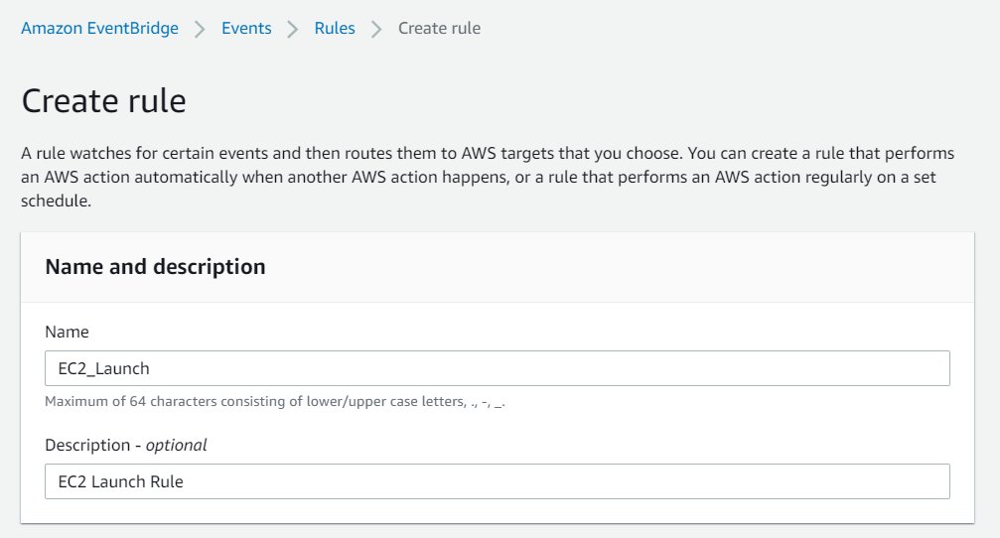 Amazon EventBridge > Events > Rules > Create rule
Create rule
A rule watches for certain events and then routes them to AWS targets that you choose. You can create a rule that performs
an AWS action automatically when another AWS action happens, or a rule that performs an AWS action regularly on a set
schedule.
Name and description
Name
EC2_Launch
Maximum of 64 characters consisting of lower/upper case letters, ., -, _.
Description - optional
EC2 Launch Rule